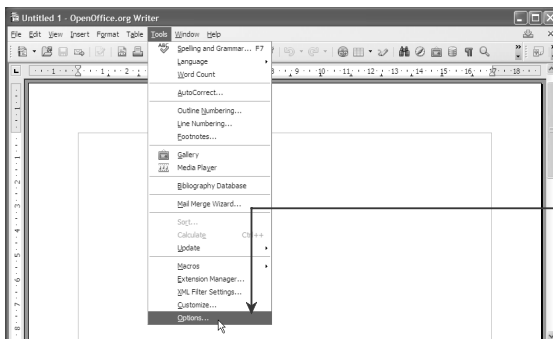 Untitled 1 - OpenOffice.org Writer
File Edit View Insert Format Table Tools Window Help
Spelling and Grammar... F7
Language
Word Count
AutoCorrect...
Outline Numbering...
Line Numbering...
Footnotes...
Gallery
Media Player
Bibliography Database
Mail Merge Wizard...
Sort...
Calculate Ctrl++
Update
Macros
Extension Manager...
XML Filter Settings...
Customize...
Options...